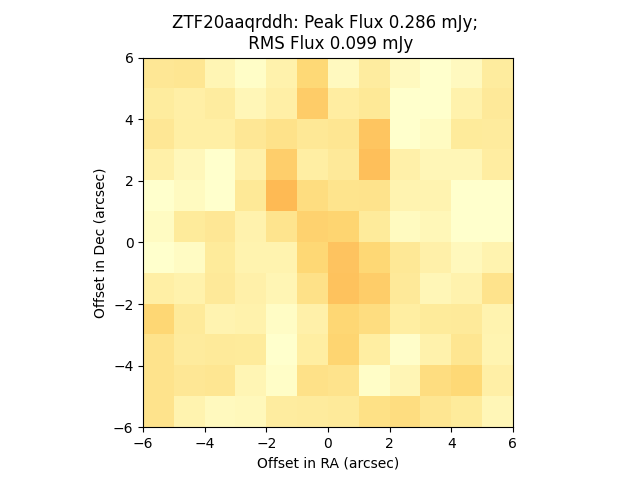 ZTF20aaqrddh: Peak Flux 0.286 mJy;
RMS Flux 0.099 mJy
6
4
2
0
−2
−4
−6
Offset in Dec (arcsec)
−6 −4 −2 0 2 4 6
Offset in RA (arcsec)